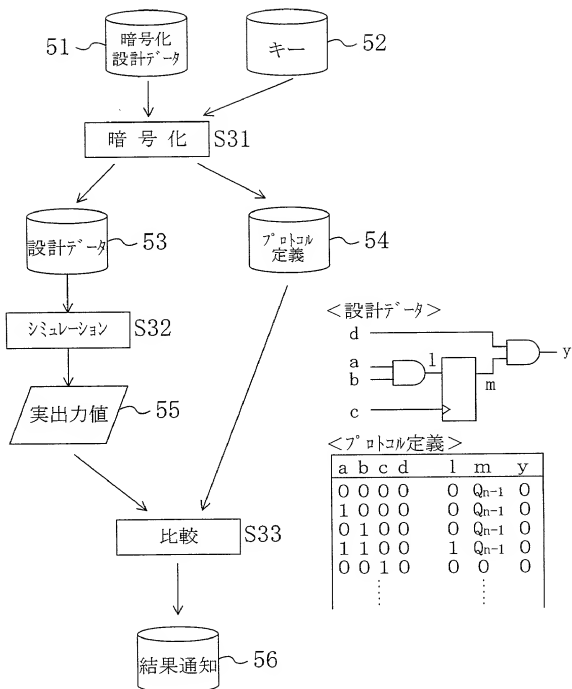 51
暗号化
設計データ
キー
52
暗号化
S31
設計データ
53
プロトコル
定義
54
シミュレーション
S32
実出力値
55
比較
S33
結果通知
56
<設計データ>
d
a
b
c
l
m
y
<プロトコル定義>
a b c d l m y
0 0 0 0 0 Qn-1 0
1 0 0 0 0 Qn-1 0
0 1 0 0 0 Qn-1 0
1 1 0 0 1 Qn-1 0
0 0 1 0 0 0 0
⋮ ⋮